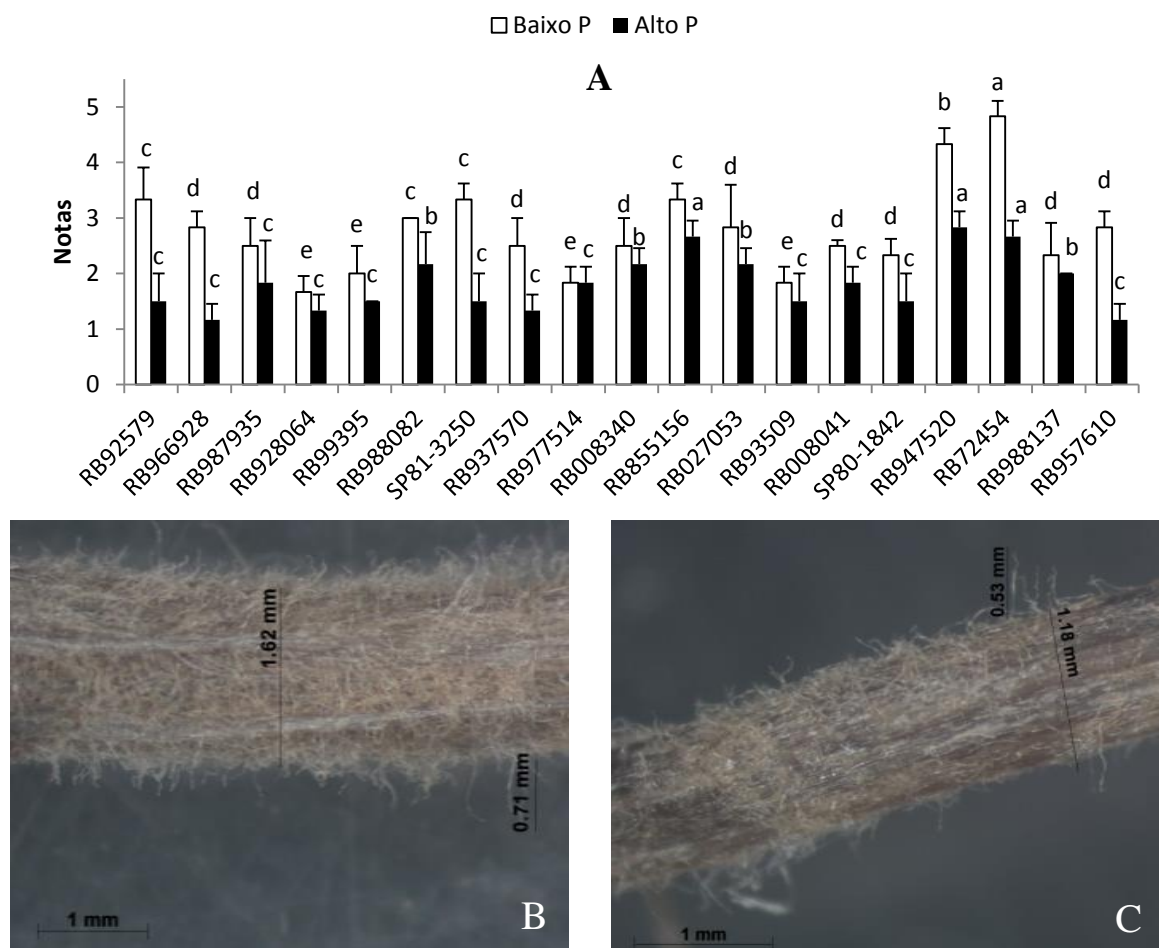 Baixo P Alto P
A
Notas
5
4
3
2
1
0
c c d c d c e c e c c b c c d c e c d b c a d b e c d c d c b a a a d b d c
RB92579 RB966928 RB987935 RB928064 RB99395 RB988082 SP81-3250 RB937570 RB977514 RB008340 RB855156 RB027053 RB93509 RB008041 SP80-1842 RB947520 RB72454 RB988137 RB957610
1.62 mm
0.71 mm
1 mm
B
0.53 mm
1.18 mm
1 mm
C